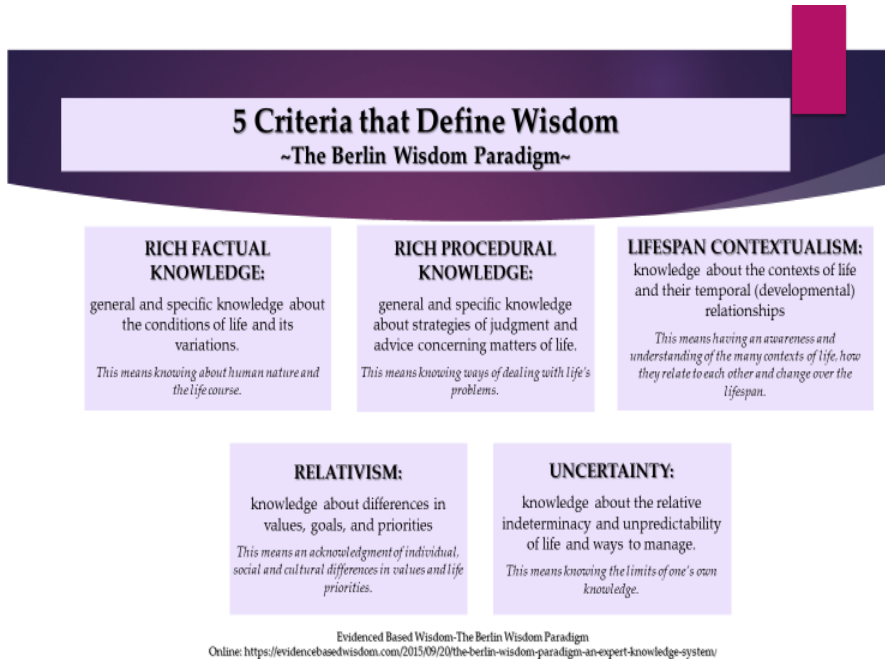 5 Criteria that Define Wisdom
~The Berlin Wisdom Paradigm~
RICH FACTUAL
KNOWLEDGE:
general and specific knowledge about
the conditions of life and its
variations.
This means knowing about human nature and
the life course.
RICH PROCEDURAL
KNOWLEDGE:
general and specific knowledge
about strategies of judgment and
advice concerning matters of life.
This means knowing ways of dealing with life's
problems.
LIFESPAN CONTEXTUALISM:
knowledge about the contexts of life
and their temporal (developmental)
relationships
This means having an awareness and
understanding of the many contexts of life, how
they relate to each other and change over the
lifespan.
RELATIVISM:
knowledge about differences in
values, goals, and priorities
This means an acknowledgment of individual,
social and cultural differences in values and life
priorities.
UNCERTAINTY:
knowledge about the relative
indeterminacy and unpredictability
of life and ways to manage.
This means knowing the limits of one's own
knowledge.
Evidenced Based Wisdom-The Berlin Wisdom Paradigm
Online: https://evidencebasedwisdom.com/2015/09/20/the-berlin-wisdom-paradigm-an-expert-knowledge-system/